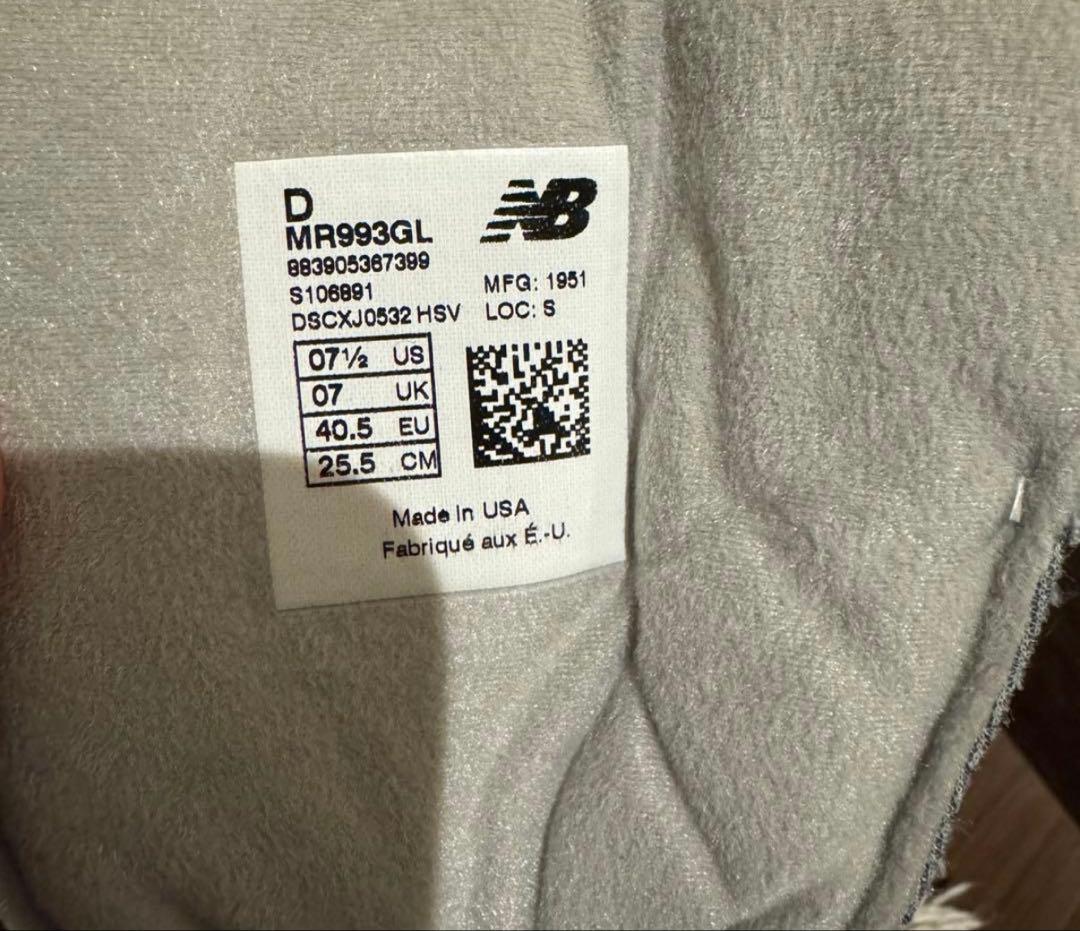 D
NB
MR993GL
883905367399
S106891
MFG: 1951
DSCXJ0532 HSV
LOC: S
07½ US
07 UK
40.5 EU
25.5 CM
Made In USA
Fabriqué aux É.-U.